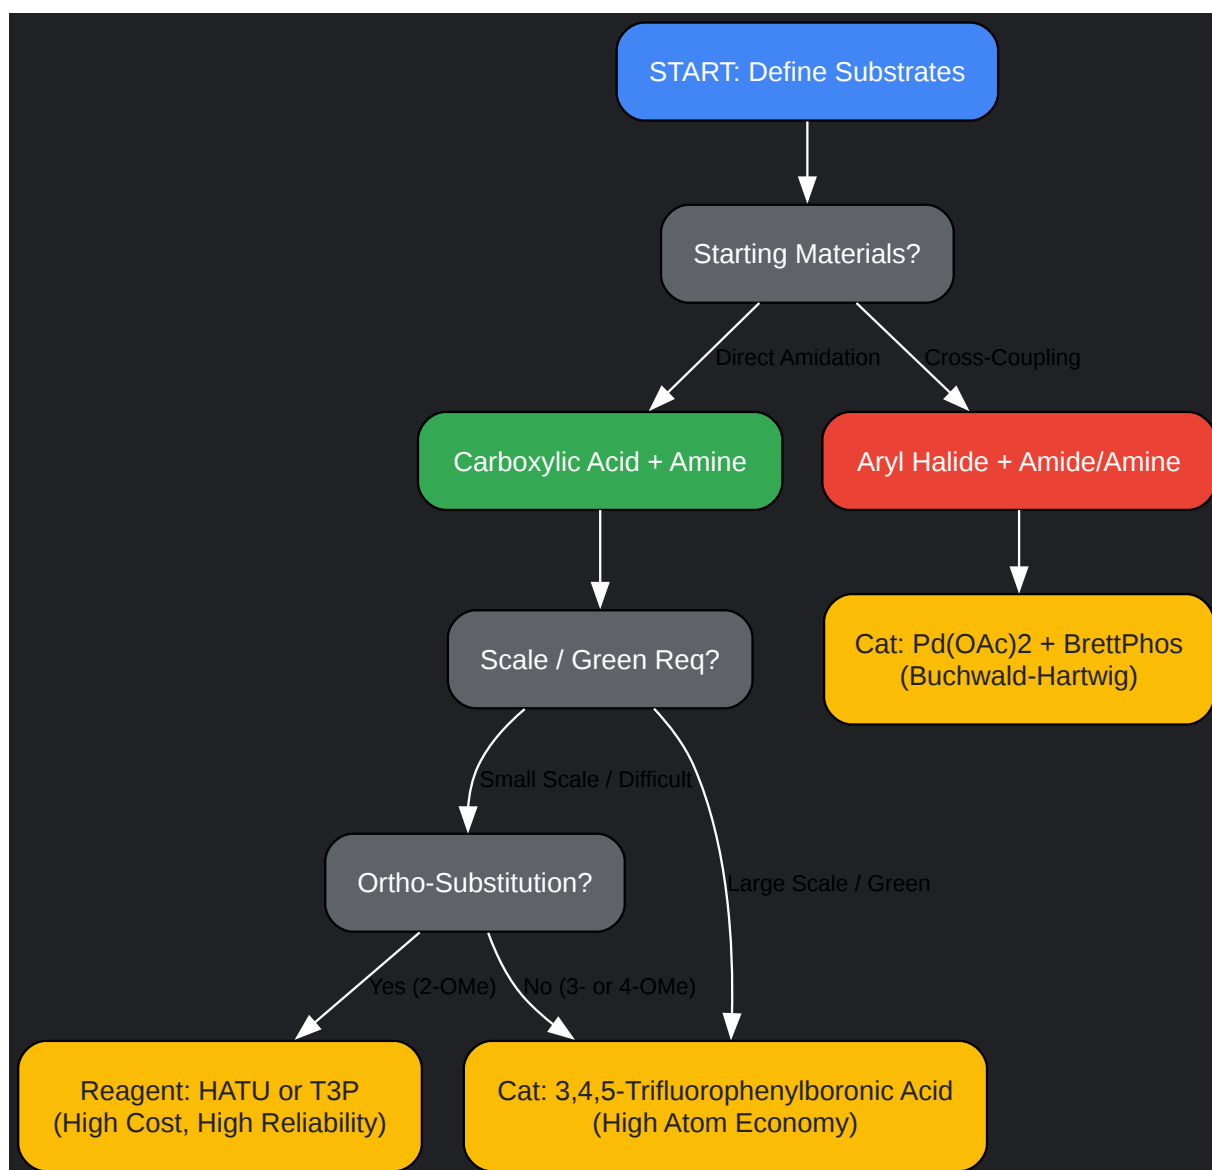 START: Define Substrates
Starting Materials?
Direct Amidation
Cross-Coupling
Carboxylic Acid + Amine
Aryl Halide + Amide/Amine
Scale / Green Req?
Cat: Pd(OAc)2 + BrettPhos
(Buchwald-Hartwig)
Small Scale / Difficult
Ortho-Substitution?
Large Scale / Green
Yes (2-OMe)
No (3- or 4-OMe)
Reagent: HATU or T3P
(High Cost, High Reliability)
Cat: 3,4,5-Trifluorophenylboronic Acid
(High Atom Economy)